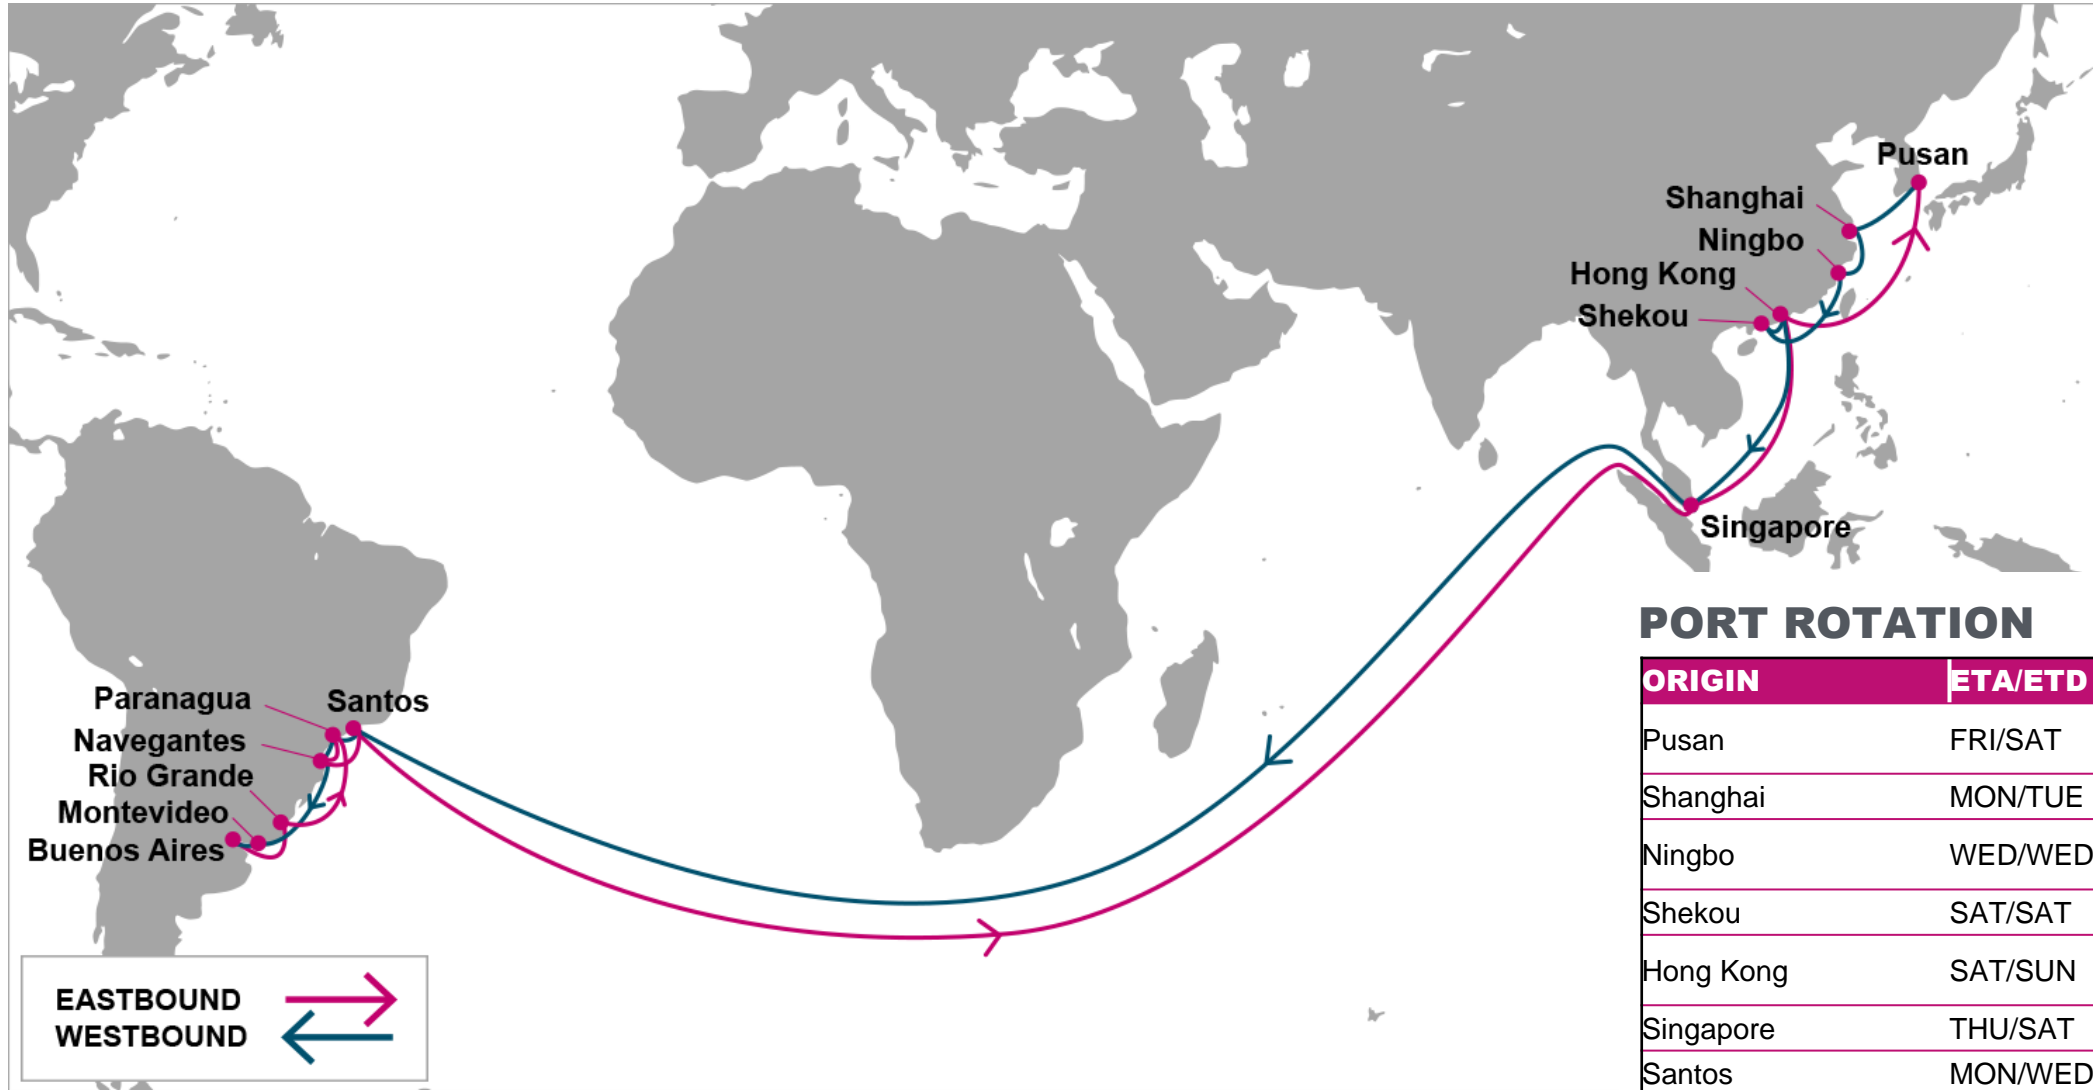 Pusan
Shanghai
Ningbo
Hong Kong
Shekou
Singapore
Paranagua
Santos
Navegantes
Rio Grande
Montevideo
Buenos Aires
EASTBOUND
WESTBOUND
PORT ROTATION
ORIGIN ETA/ETD
Pusan FRI/SAT
Shanghai MON/TUE
Ningbo WED/WED
Shekou SAT/SAT
Hong Kong SAT/SUN
Singapore THU/SAT
Santos MON/WED